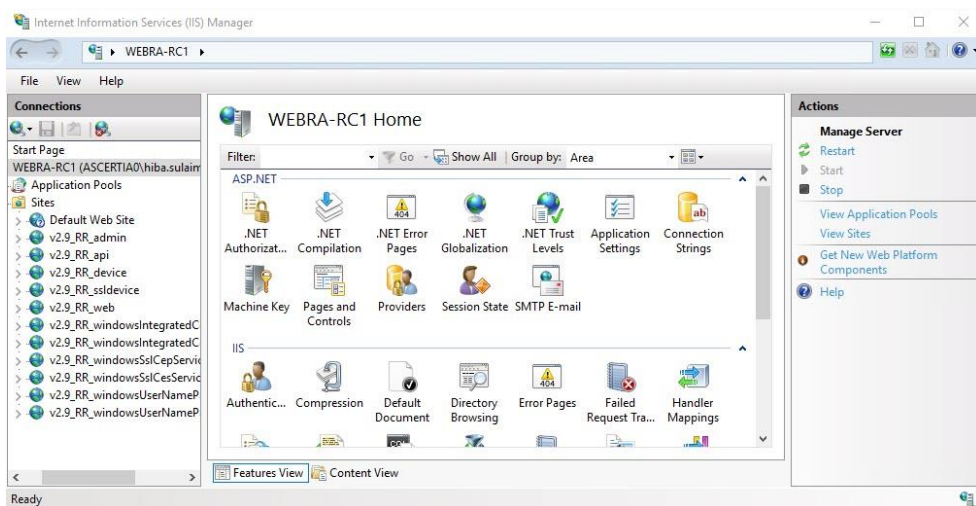 Internet Information Services (IIS) Manager
WEBRA-RC1
File View Help
Connections
Start Page
WEBRA-RC1 (ASCERTIA0\hiba.sulaim
Application Pools
Sites
Default Web Site
v2.9_RR_admin
v2.9_RR_api
v2.9_RR_device
v2.9_RR_ssldevice
v2.9_RR_web
v2.9_RR_windowsIntegratedC
v2.9_RR_windowsIntegratedC
v2.9_RR_windowsSslCepServic
v2.9_RR_windowsSslCesServic
v2.9_RR_windowsUserNameP
v2.9_RR_windowsUserNameP
WEBRA-RC1 Home
Filter: Go Show All Group by: Area
ASP.NET
.NET Authorizat...
.NET Compilation
404
.NET Error Pages
.NET Globalization
.NET Trust Levels
Application Settings
ab
Connection Strings
Machine Key
Pages and Controls
Providers
Session State
SMTP E-mail
IIS
Authentic...
Compression
Default Document
Directory Browsing
404
Error Pages
Failed Request Tra...
Handler Mappings
Features View Content View
Actions
Manage Server
Restart
Start
Stop
View Application Pools
View Sites
Get New Web Platform
Components
Help
Ready